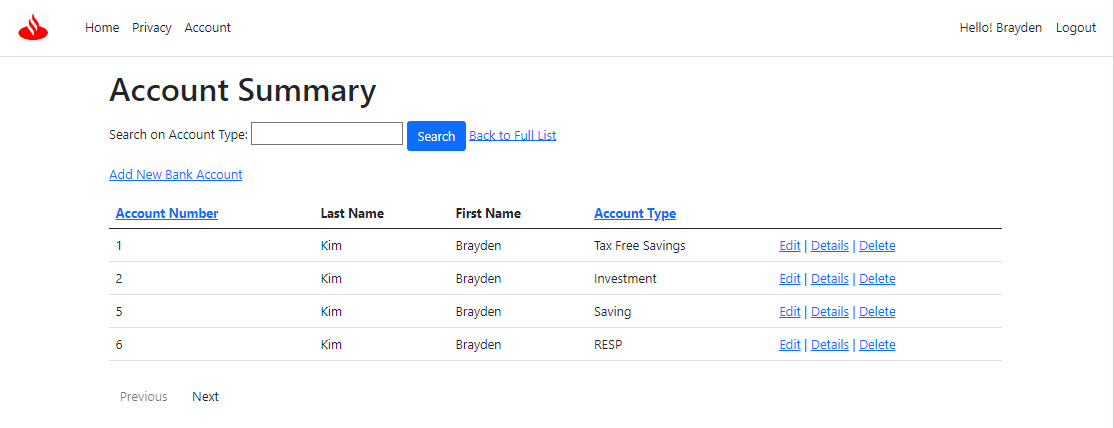 Home Privacy Account Hello! Brayden Logout
Account Summary
Search on Account Type: Search Back to Full List
Add New Bank Account
Account Number Last Name First Name Account Type
1 Kim Brayden Tax Free Savings Edit | Details | Delete
2 Kim Brayden Investment Edit | Details | Delete
5 Kim Brayden Saving Edit | Details | Delete
6 Kim Brayden RESP Edit | Details | Delete
Previous Next